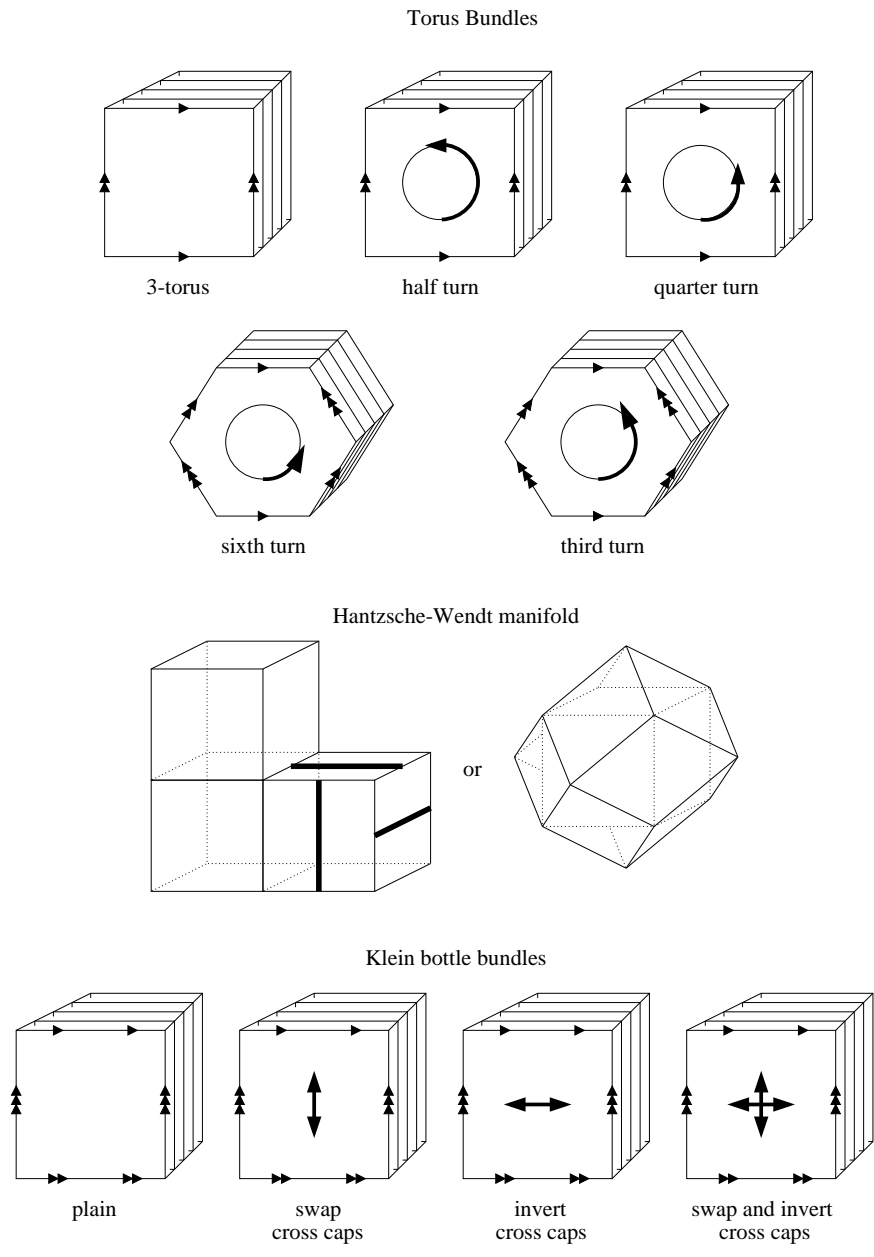 Torus Bundles
3-torus
half turn
quarter turn
sixth turn
third turn
Hantzsche-Wendt manifold
or
Klein bottle bundles
plain
swap
cross caps
invert
cross caps
swap and invert
cross caps